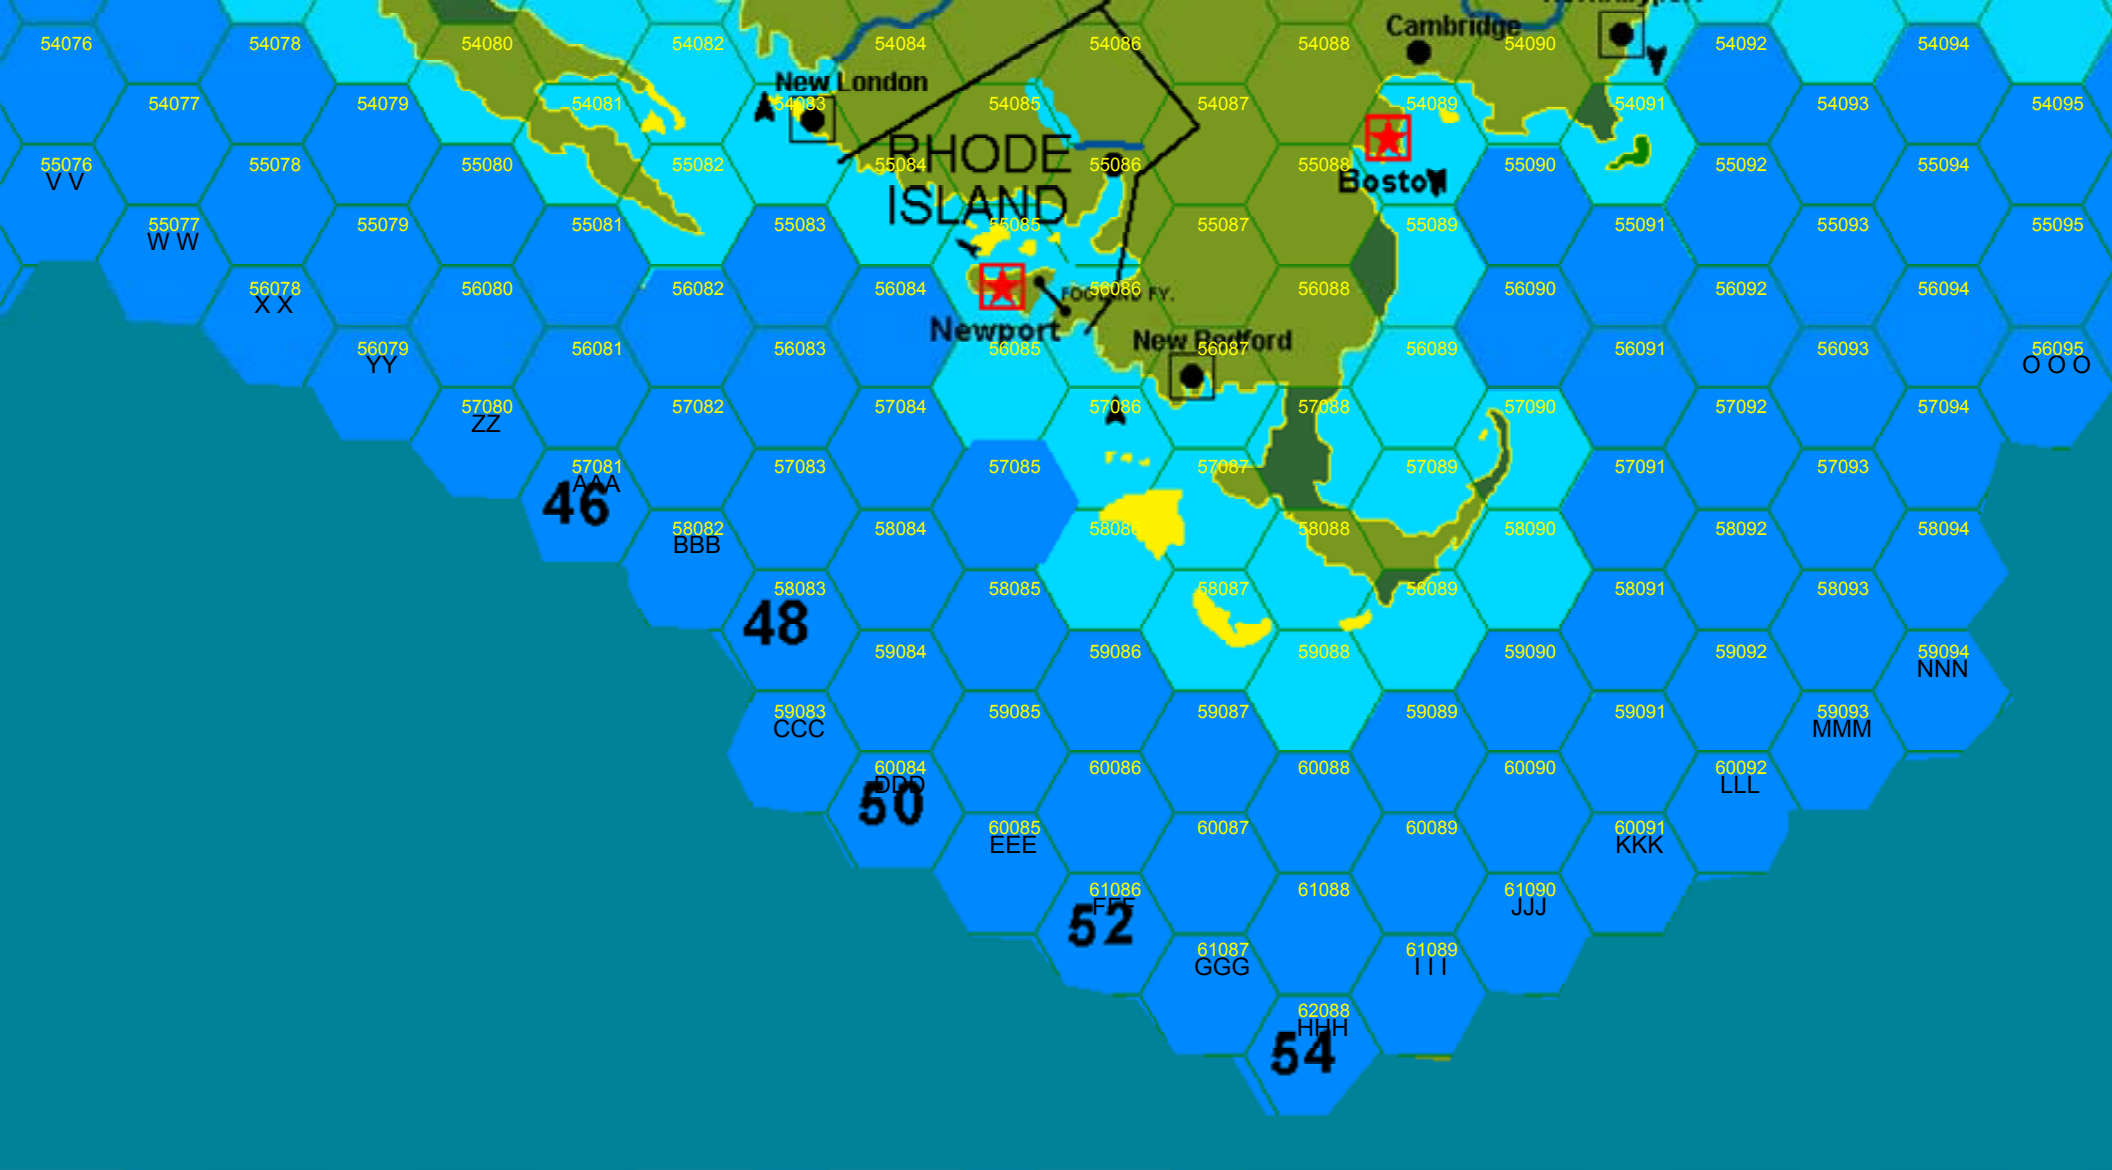 Cambridge
54076 54078 54080 54082 54084 54086 54088 54090 54092 54094
New London
54077 54079 54081 54083 54085 54087 54089 54091 54093 54095
RHODE
55076 55078 55080 55082 55084 55086 55088 55090 55092 55094
V V
Boston
ISLAND
55077 55079 55081 55083 55085 55087 55089 55091 55093 55095
W W
56078 56080 56082 56084 56086 56088 56090 56092 56094
X X
FOGLAND FY.
Newport
New Bedford
56079 56081 56083 56085 56087 56089 56091 56093 56095
YY
O O O
57080 57082 57084 57086 57088 57090 57092 57094
ZZ
57081 57083 57085 57087 57089 57091 57093
AAA
46
58082 58084 58086 58088 58090 58092 58094
BBB
58083 58085 58087 58089 58091 58093
48
59084 59086 59088 59090 59092 59094
NNN
59083 59085 59087 59089 59091 59093
CCC
MMM
60084 60086 60088 60090 60092
DDD
LLL
50
60085 60087 60089 60091
EEE
KKK
61086 61088 61090
FFF
JJJ
52
61087 61089
GGG
I I I
62088
HHH
54